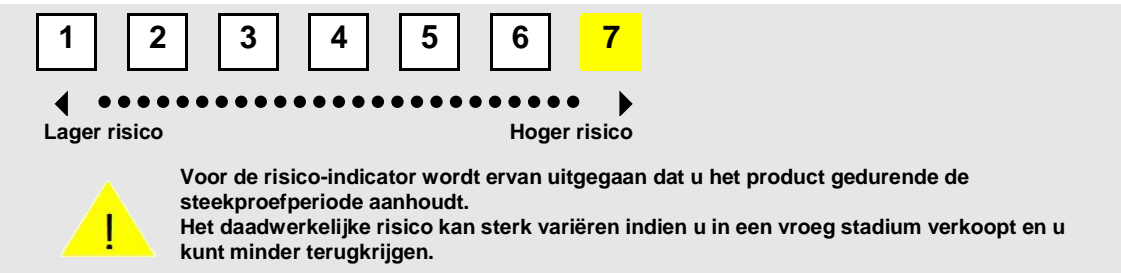 1 2 3 4 5 6 7
Lager risico Hoger risico
Voor de risico-indicator wordt ervan uitgegaan dat u het product gedurende de
steekproefperiode aanhoudt.
Het daadwerkelijke risico kan sterk variëren indien u in een vroeg stadium verkoopt en u
!
kunt minder terugkrijgen.